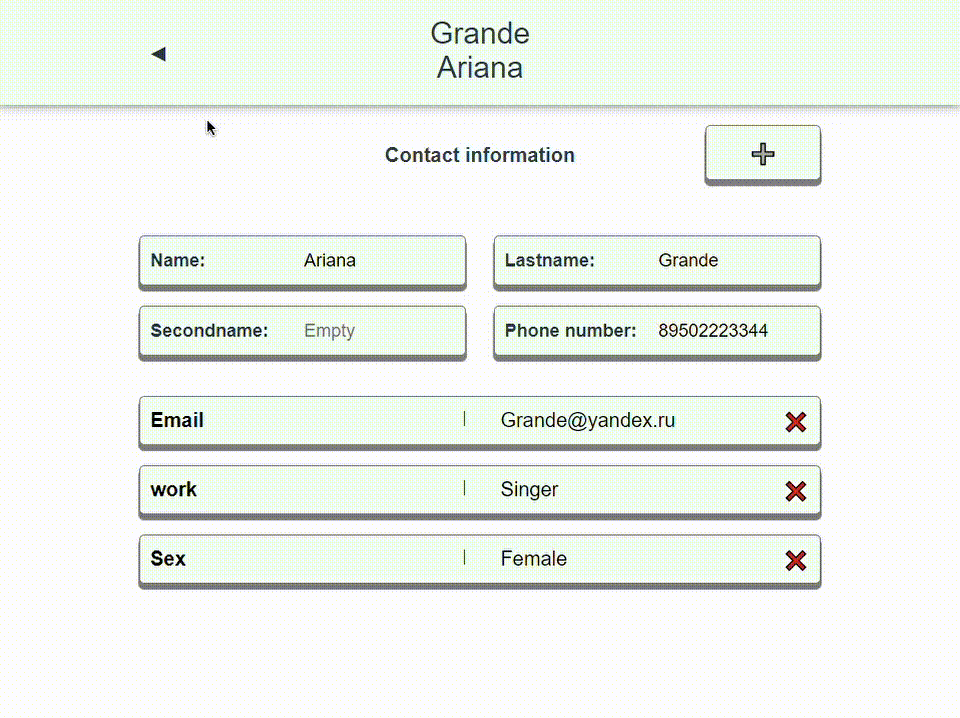 Grande
Ariana
Contact information
Name: Ariana
Lastname: Grande
Secondname: Empty
Phone number: 89502223344
Email | Grande@yandex.ru
work | Singer
Sex | Female